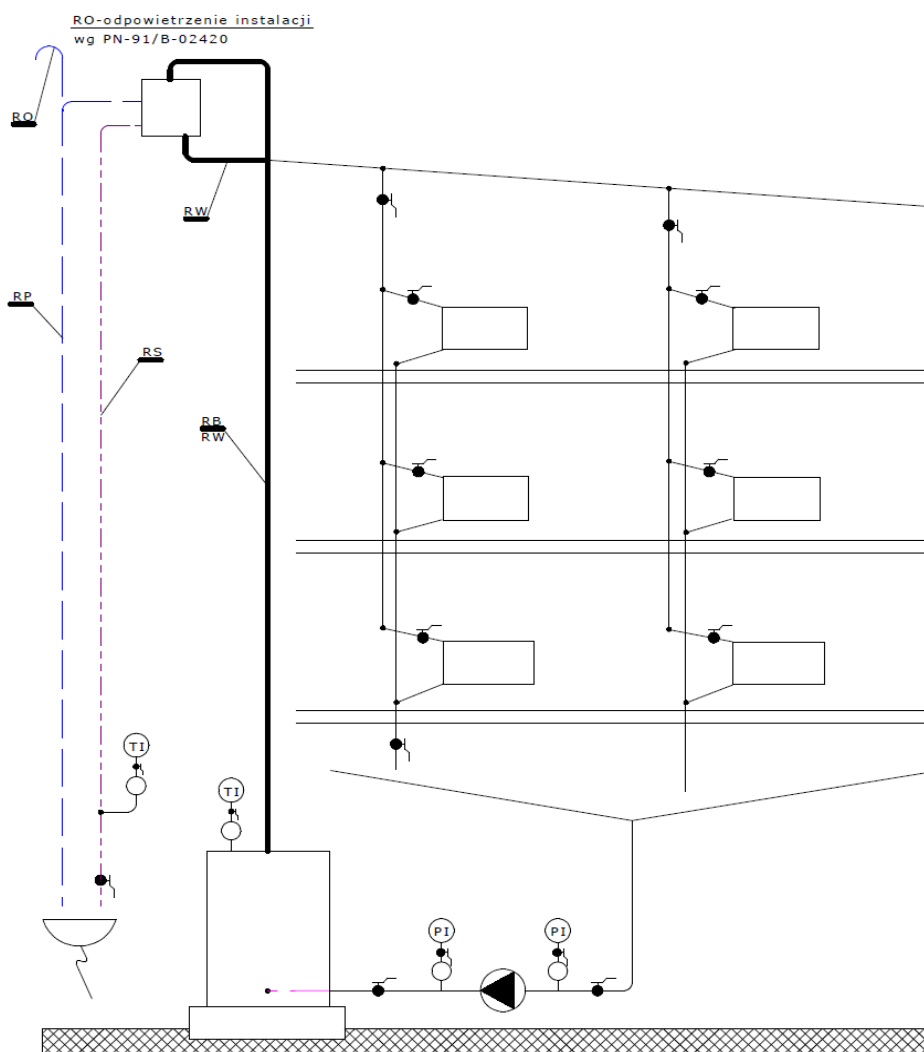 RO-odpowietrzenie instalacji
wg PN-91/B-02420
RO
RW
RP
RS
RB
RW
TI
TI
PI
PI